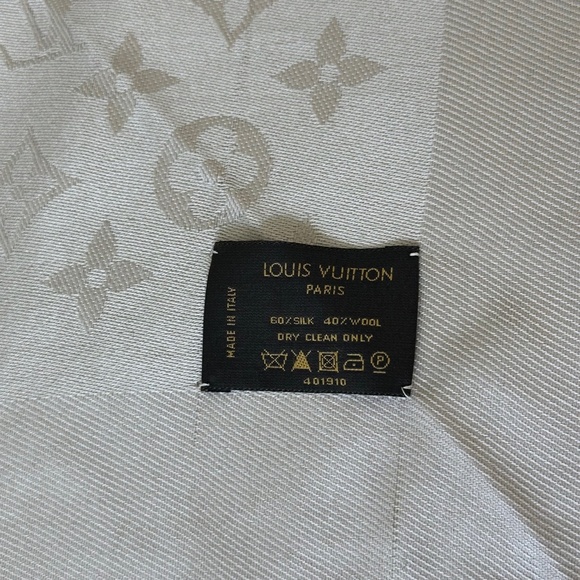 LOUIS VUITTON
PARIS
MADE IN ITALY
60%SILK 40%WOOL
DRY CLEAN ONLY
P
401910